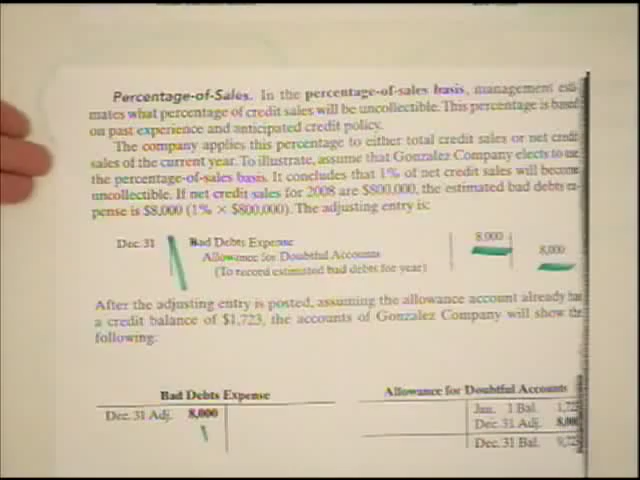 Percentage-of-Sales. In the percentage-of-sales basis, management esti
mates what percentage of credit sales will be uncollectible. This percentage is based
on past experience and anticipated credit policy.
The company applies this percentage to either total credit sales or net credit
sales of the current year. To illustrate, assume that Gonzalez Company elects to use
the percentage-of-sales basis. It concludes that 1% of net credit sales will become
uncollectible. If net credit sales for 2008 are $800,000, the estimated bad debts ex-
pense is $8,000 (1% × $800,000). The adjusting entry is:
Dec. 31 Bad Debts Expense 8,000
Allowance for Doubtful Accounts 8,000
(To record estimated bad debts for year)
After the adjusting entry is posted, assuming the allowance account already has
a credit balance of $1,723, the accounts of Gonzalez Company will show the
following:
Bad Debts Expense Allowance for Doubtful Accounts
Dec. 31 Adj. 8,000 Jan. 1 Bal. 1,72
Dec. 31 Adj. 8,000
Dec. 31 Bal. 9,72